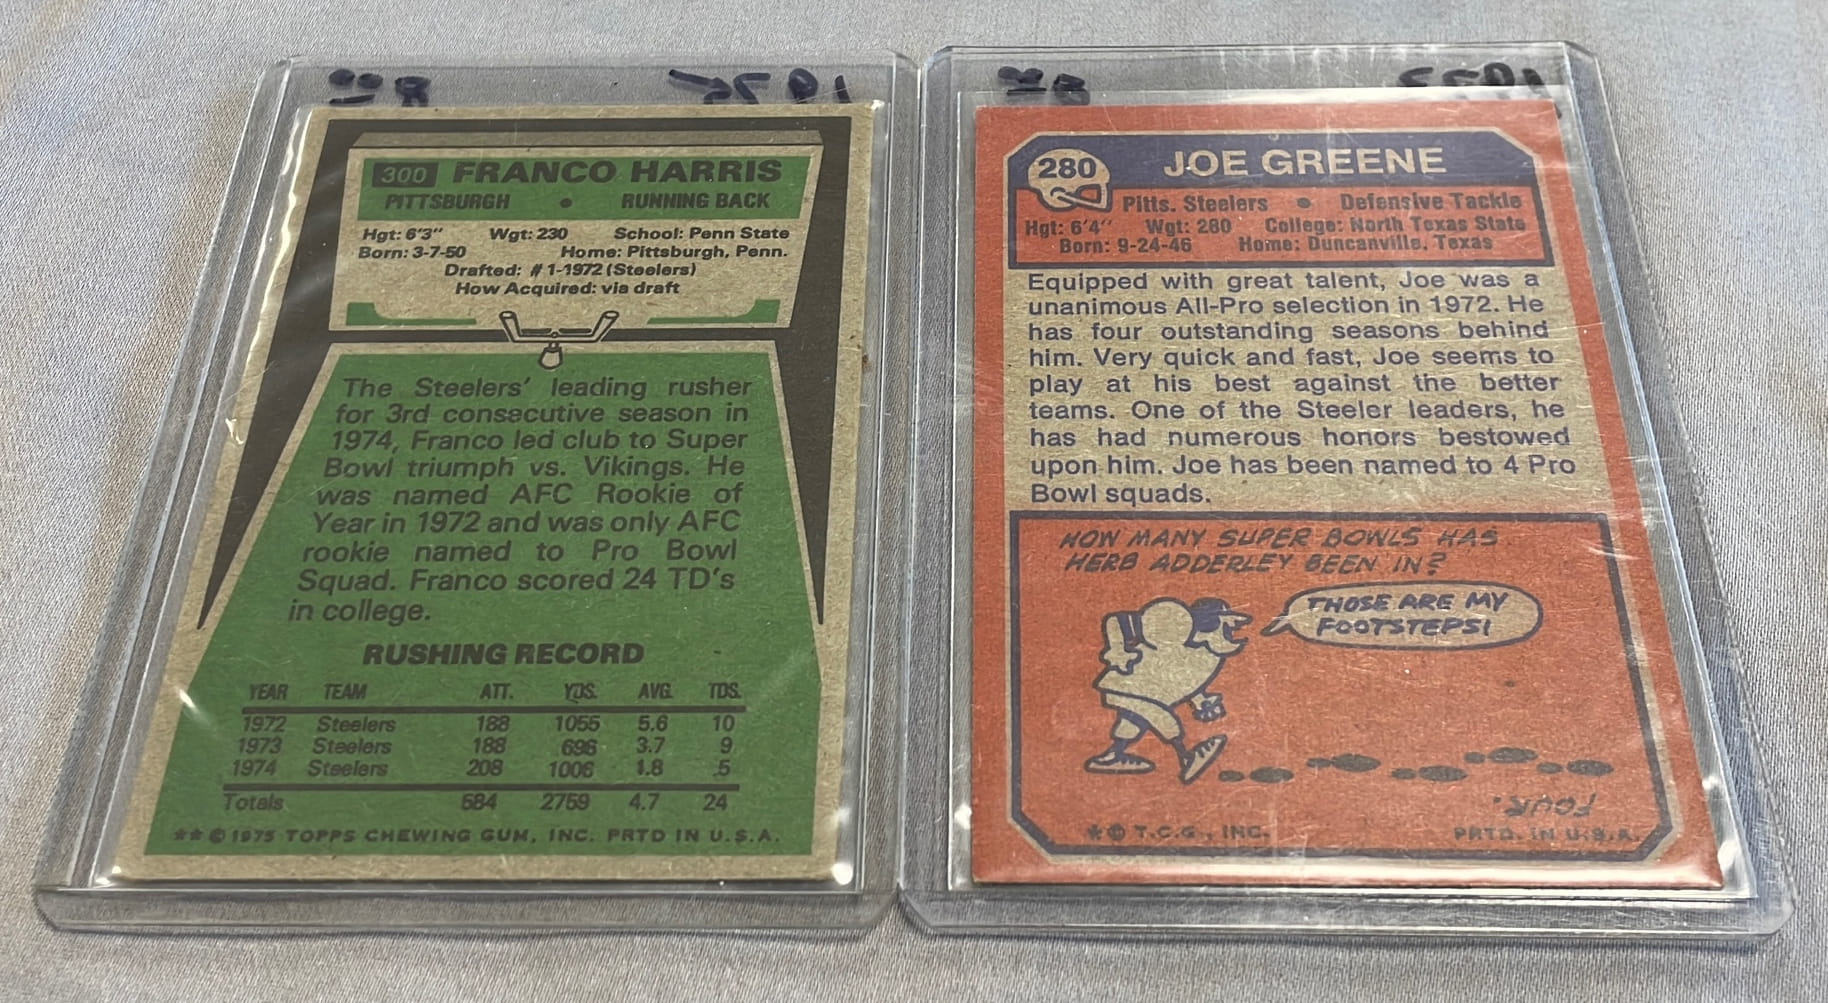 300 FRANCO HARRIS
PITTSBURGH • RUNNING BACK
Hgt: 6'3" Wgt: 230 School: Penn State
Born: 3-7-50 Home: Pittsburgh, Penn.
Drafted: #1-1972 (Steelers)
How Acquired: via draft
The Steelers' leading rusher
for 3rd consecutive season in
1974, Franco led club to Super
Bowl triumph vs. Vikings. He
was named AFC Rookie of
Year in 1972 and was only AFC
rookie named to Pro Bowl
Squad. Franco scored 24 TD's
in college.
RUSHING RECORD
YEAR TEAM ATT. YDS. AVG. TDS.
1972 Steelers 188 1055 5.6 10
1973 Steelers 188 698 3.7 9
1974 Steelers 208 1006 1.8 5
Totals 584 2759 4.7 24
** © 1975 TOPPS CHEWING GUM, INC. PRTD IN U.S.A.
$8 1975
280 JOE GREENE
Pitts. Steelers • Defensive Tackle
Hgt: 6'4" Wgt: 280 College: North Texas State
Born: 9-24-46 Home: Duncanville, Texas
Equipped with great talent, Joe was a
unanimous All-Pro selection in 1972. He
has four outstanding seasons behind
him. Very quick and fast, Joe seems to
play at his best against the better
teams. One of the Steeler leaders, he
has had numerous honors bestowed
upon him. Joe has been named to 4 Pro
Bowl squads.
HOW MANY SUPER BOWLS HAS
HERB ADDERLEY BEEN IN?
THOSE ARE MY
FOOTSTEPS!
FOUR.
* © T.C.G., INC. PRTD. IN U.S.A.